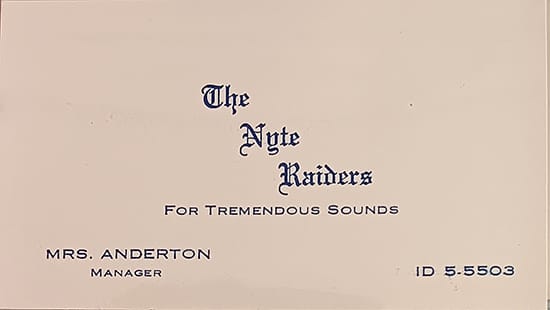 The
Nyte
Raiders
FOR TREMENDOUS SOUNDS
MRS. ANDERTON
MANAGER
ID 5-5503